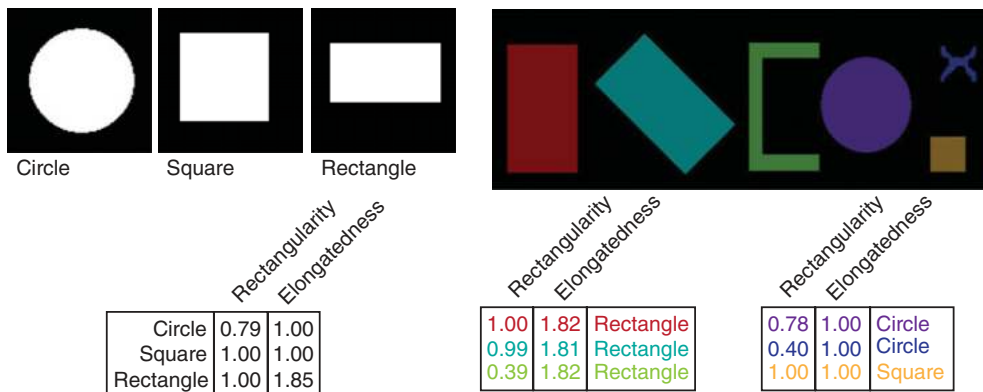 Circle
Square
Rectangle
Rectangularity
Elongatedness
Circle 0.79 1.00
Square 1.00 1.00
Rectangle 1.00 1.85
Rectangularity
Elongatedness
1.00 1.82 Rectangle
0.99 1.81 Rectangle
0.39 1.82 Rectangle
Rectangularity
Elongatedness
0.78 1.00 Circle
0.40 1.00 Circle
1.00 1.00 Square